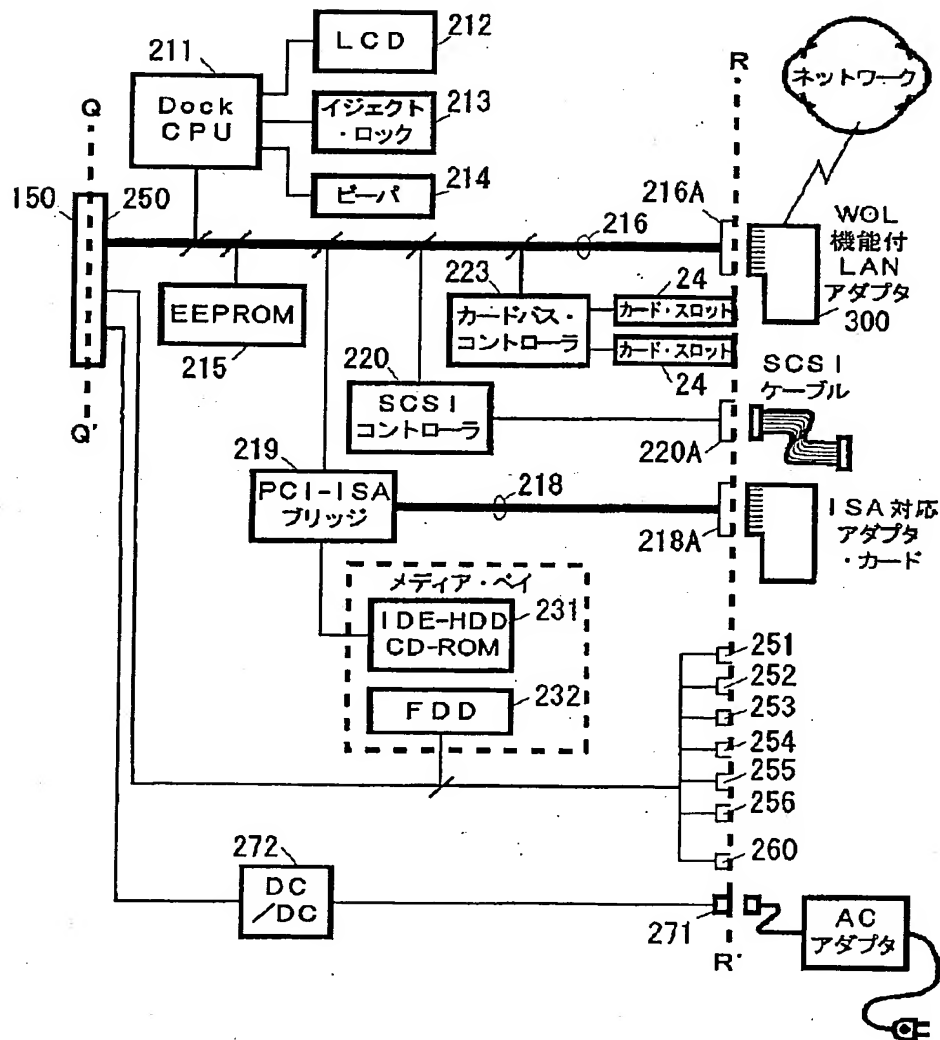 LCD
212
211
Dock
CPU
イジェクト
・ロック
213
ビーパ
214
Q
R
ネットワーク
150
250
216A
216
WOL
機能付
LAN
アダプタ
300
EEPROM
215
223
カードバス・
コントローラ
24
カード・スロット
カード・スロット
24
220
SCSI
コントローラ
220A
SCSI
ケーブル
Q'
219
PCI-ISA
ブリッジ
218
218A
ISA対応
アダプタ
・カード
メディア・ベイ
IDE-HDD
CD-ROM
231
FDD
232
251
252
253
254
255
256
260
272
DC
/DC
271
R'
AC
アダプタ